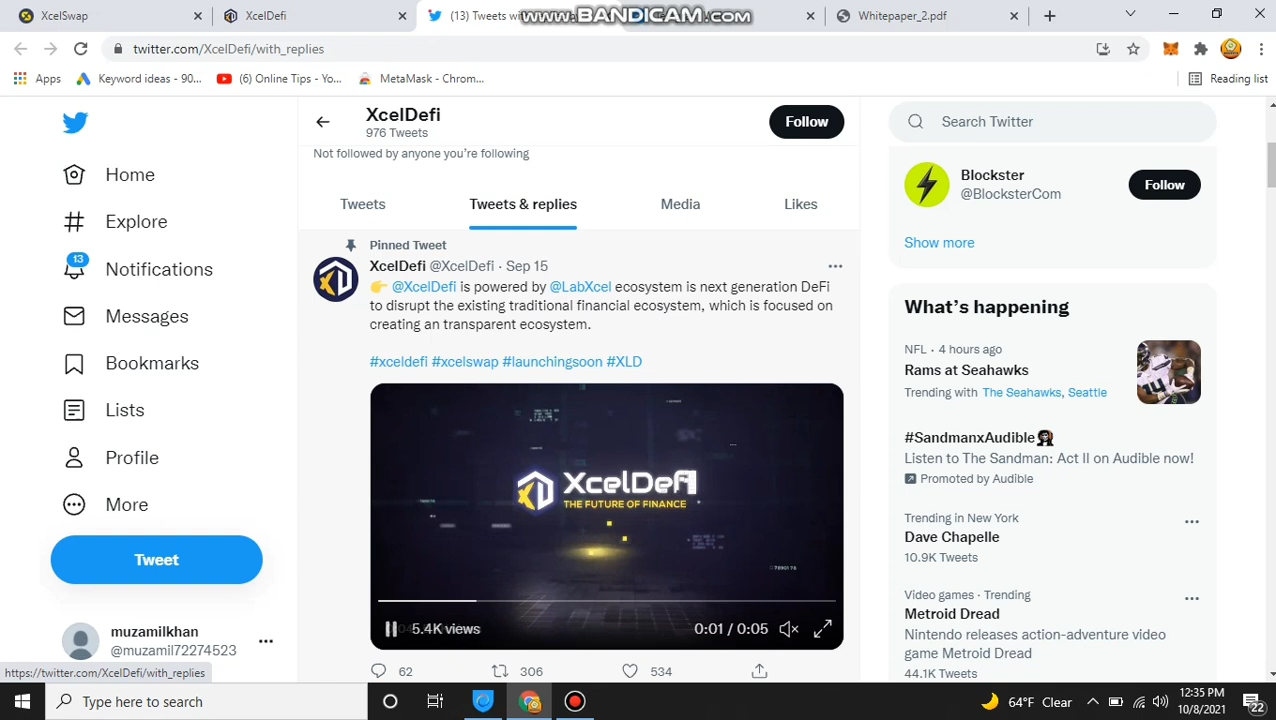 XcelSwap
XcelDefi
(13) Tweets wi
www.BANDICAM.com
Whitepaper_2.pdf
twitter.com/XcelDefi/with_replies
Apps
Keyword ideas - 90...
(6) Online Tips - Yo...
MetaMask - Chrom...
Reading list
Home
Explore
13
Notifications
Messages
Bookmarks
Lists
Profile
More
Tweet
muzamilkhan
@muzamil72274523
https://twitter.com/XcelDefi/with_replies
XcelDefi
976 Tweets
Follow
Not followed by anyone you're following
Tweets
Tweets & replies
Media
Likes
Pinned Tweet
XcelDefi @XcelDefi · Sep 15
👉 @XcelDefi is powered by @LabXcel ecosystem is next generation DeFi
to disrupt the existing traditional financial ecosystem, which is focused on
creating an transparent ecosystem.
#xceldefi #xcelswap #launchingsoon #XLD
XcelDefi
THE FUTURE OF FINANCE
5.4K views
0:01 / 0:05
62
306
534
Search Twitter
Blockster
@BlocksterCom
Follow
Show more
What's happening
NFL · 4 hours ago
Rams at Seahawks
Trending with The Seahawks, Seattle
#SandmanxAudible
Listen to The Sandman: Act II on Audible now!
Promoted by Audible
Trending in New York
Dave Chapelle
10.9K Tweets
Video games · Trending
Metroid Dread
Nintendo releases action-adventure video
game Metroid Dread
44.1K Tweets
Type here to search
64°F Clear
12:35 PM
10/8/2021
22